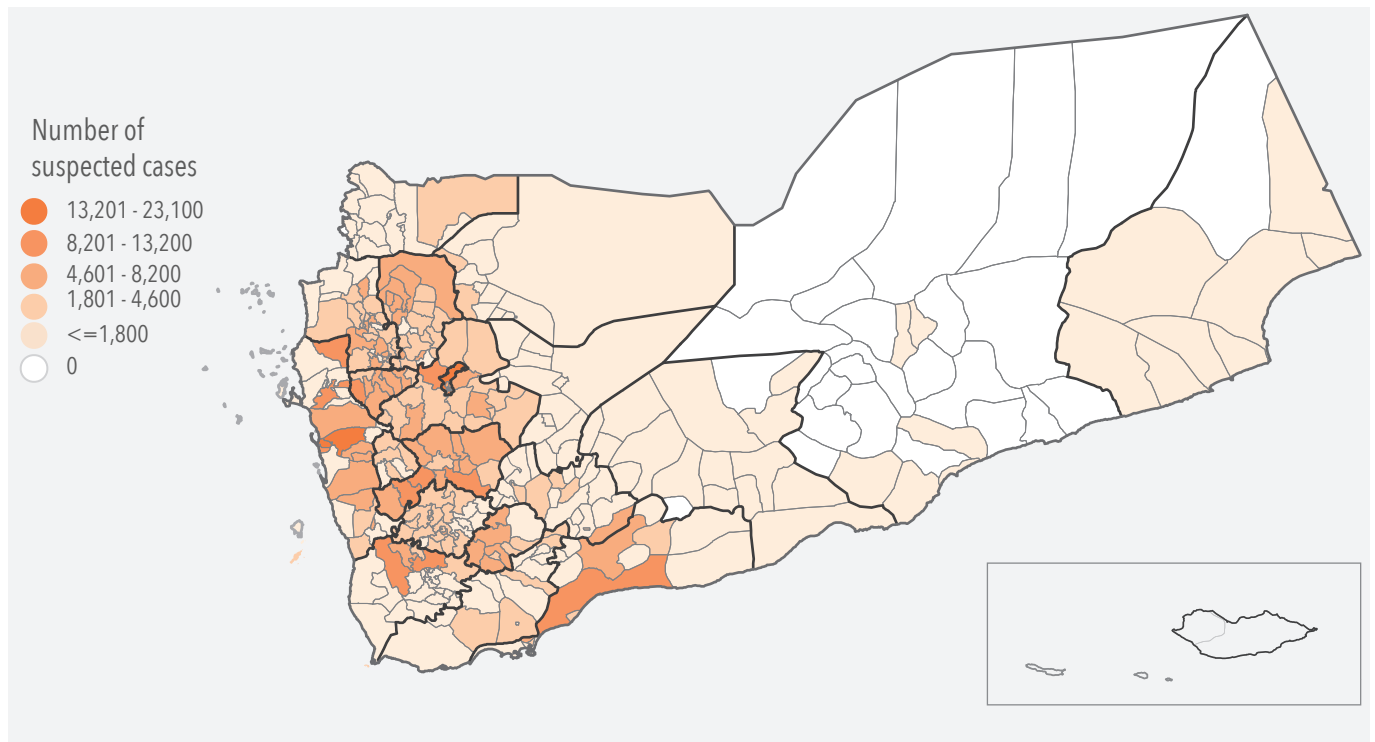 Number of
suspected cases
13,201 - 23,100
8,201 - 13,200
4,601 - 8,200
1,801 - 4,600
<=1,800
0